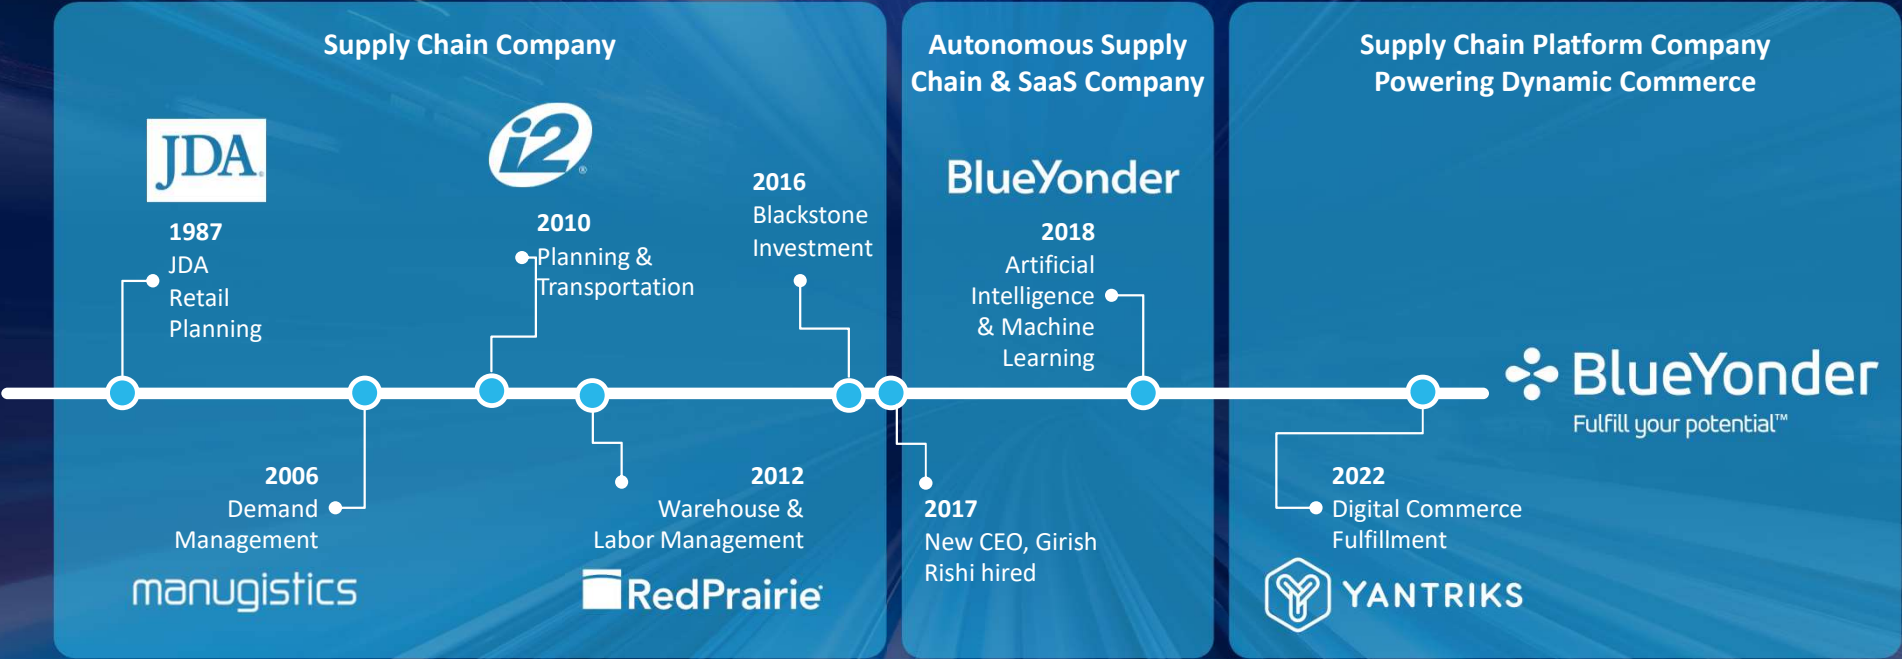 Supply Chain Company
JDA
1987
JDA
Retail
Planning
2006
Demand
Management
manugistics
i2
2010
Planning &
Transportation
2012
Warehouse &
Labor Management
RedPrairie
2016
Blackstone
Investment
Autonomous Supply
Chain & SaaS Company
BlueYonder
2018
Artificial
Intelligence
& Machine
Learning
2017
New CEO, Girish
Rishi hired
Supply Chain Platform Company
Powering Dynamic Commerce
BlueYonder
Fulfill your potential™
2022
Digital Commerce
Fulfillment
YANTRIKS